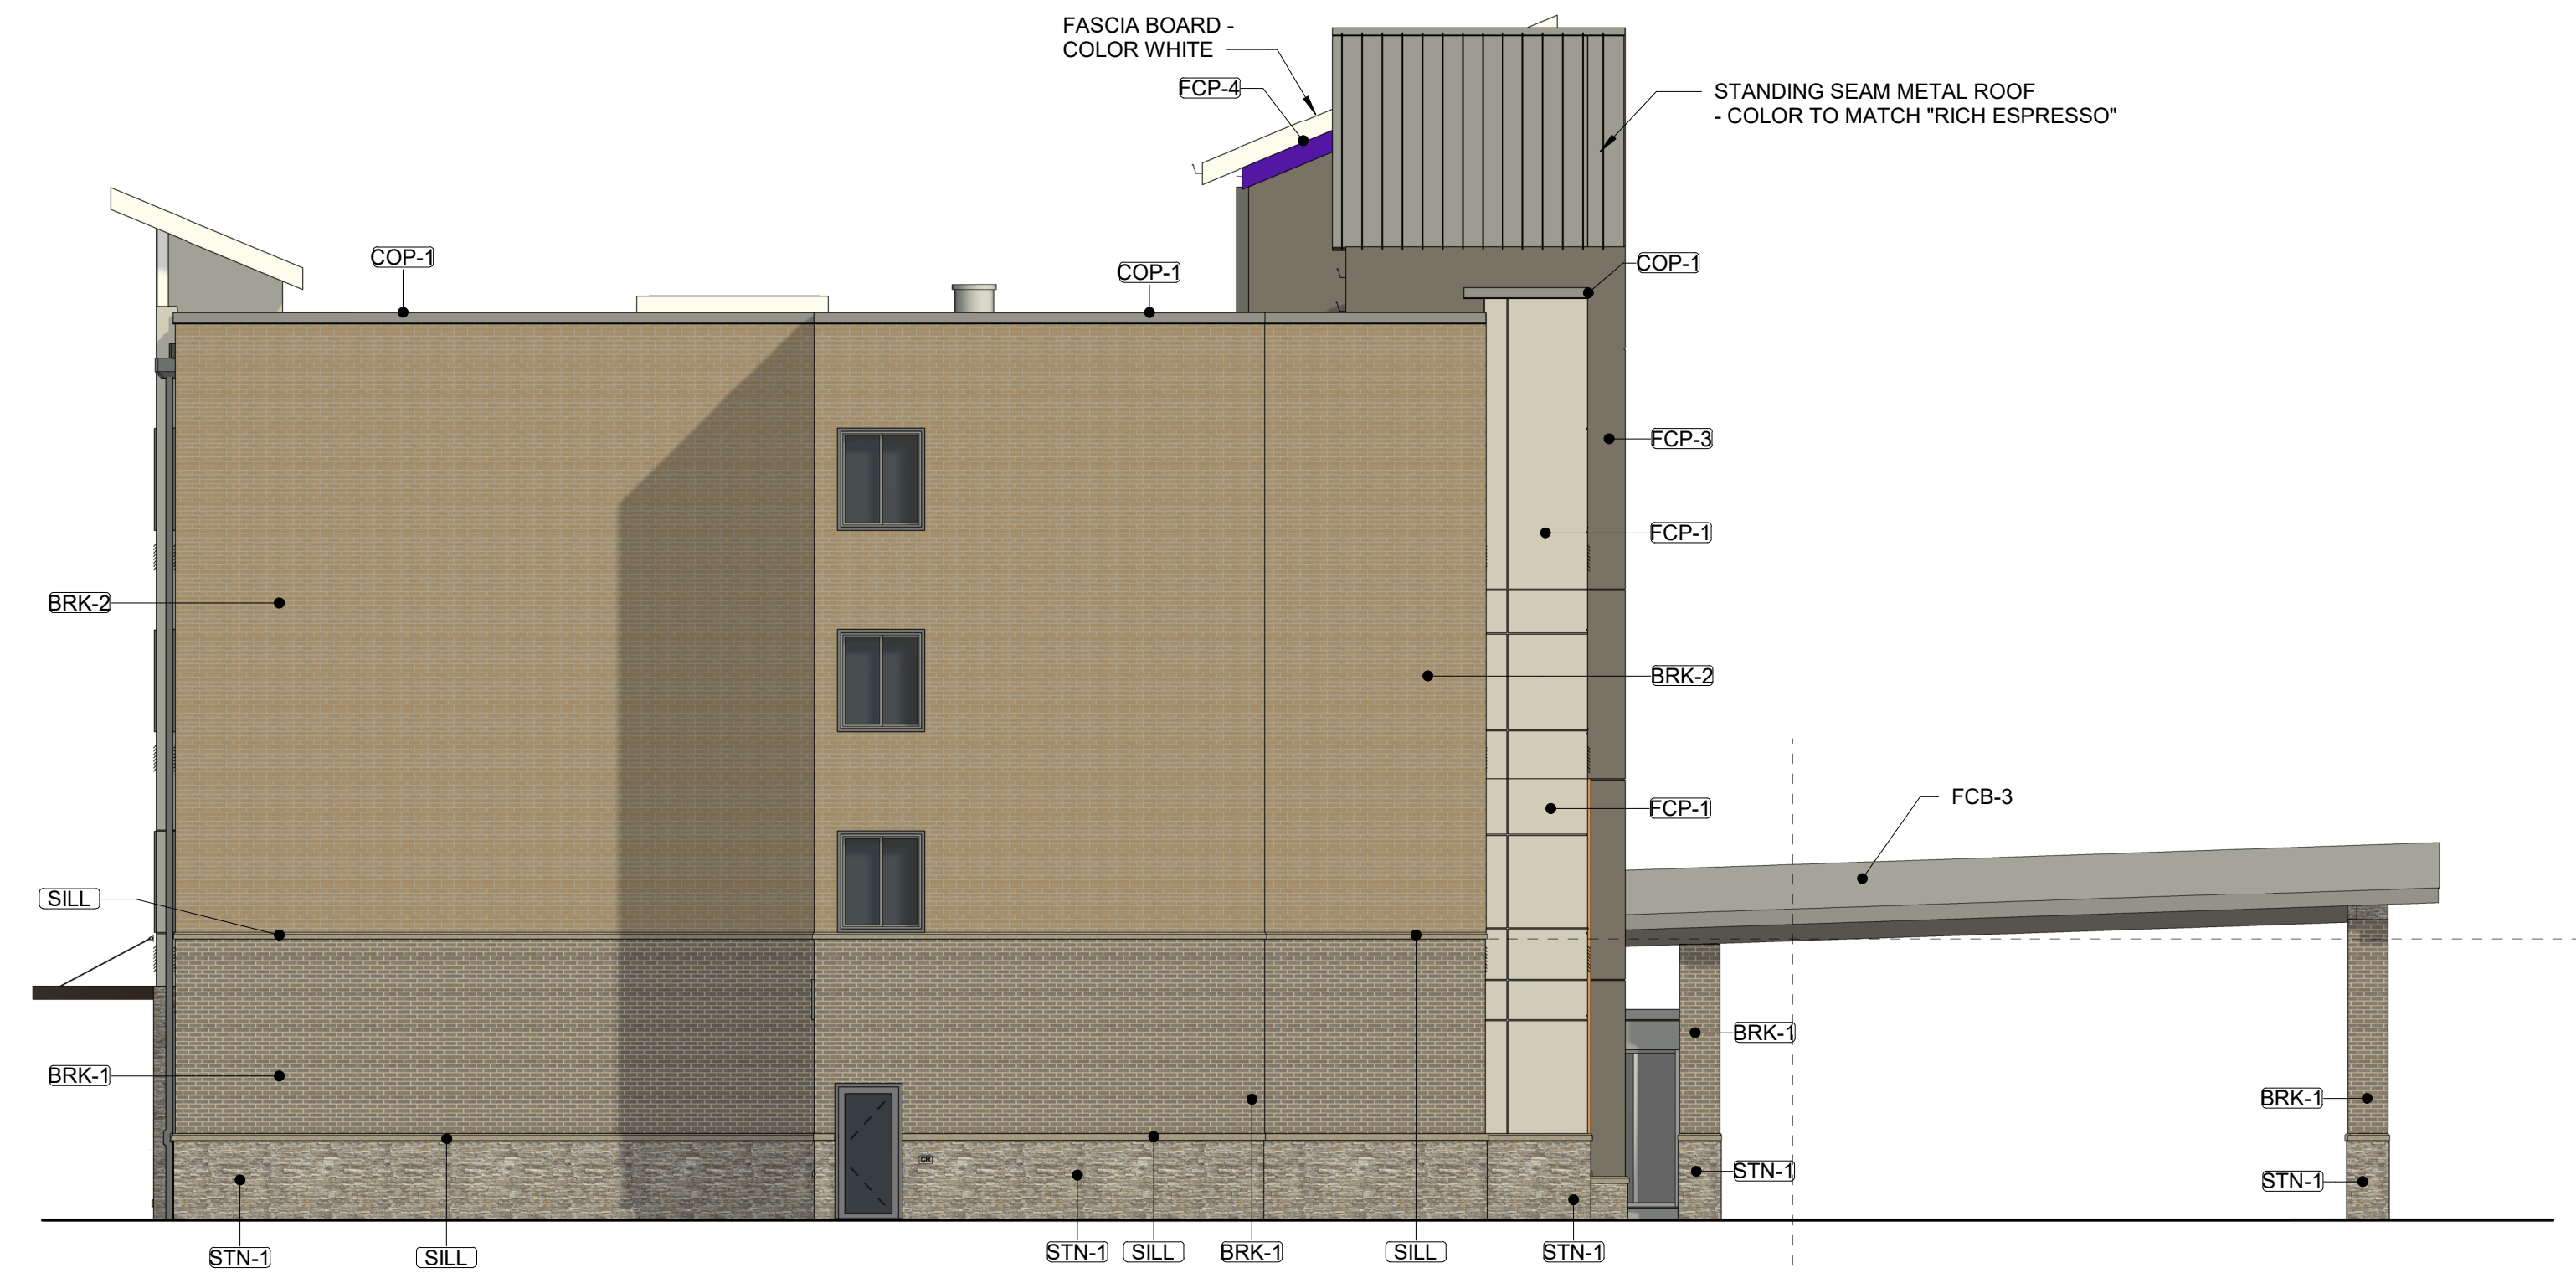 FASCIA BOARD -
COLOR WHITE
FCP-4
STANDING SEAM METAL ROOF
- COLOR TO MATCH "RICH ESPRESSO"
COP-1
COP-1
COP-1
FCP-3
FCP-1
BRK-2
BRK-2
FCB-3
FCP-1
SILL
BRK-1
BRK-1
BRK-1
CR
STN-1
STN-1
STN-1
SILL
STN-1
SILL
BRK-1
SILL
STN-1